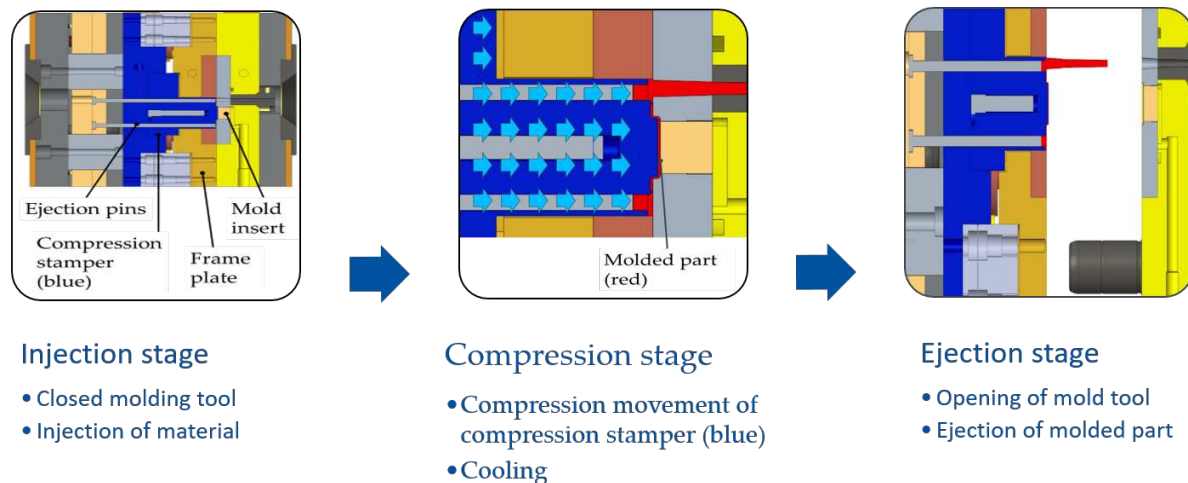 Ejection pins
Compression
stamper
(blue)
Frame
plate
Mold
insert
Molded part
(red)
Injection stage
• Closed molding tool
• Injection of material
Compression stage
• Compression movement of
compression stamper (blue)
• Cooling
Ejection stage
• Opening of mold tool
• Ejection of molded part